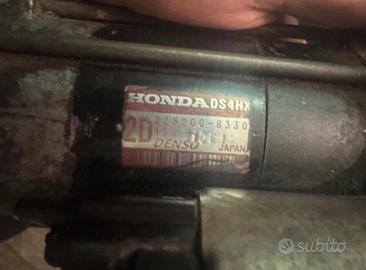 HONDA DS4HX
2D 228000-8330
DENSO JAPAN
subito